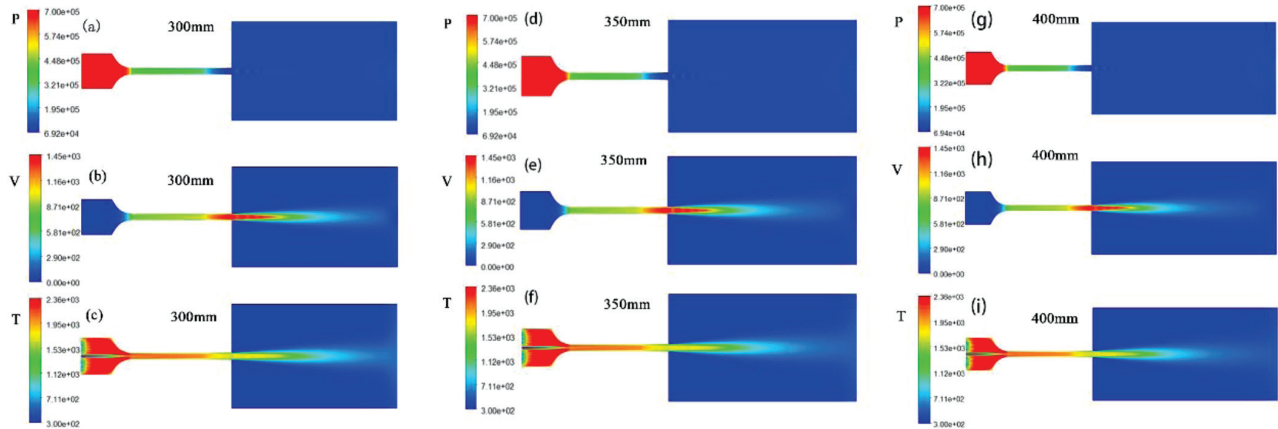 P
(a)
300mm
7.00e+05
5.74e+05
4.48e+05
3.21e+05
1.95e+05
6.92e+04
P
(d)
350mm
7.00e+05
5.74e+05
4.48e+05
3.21e+05
1.95e+05
6.92e+04
P
(g)
400mm
7.00e+05
5.74e+05
4.48e+05
3.22e+05
1.95e+05
6.94e+04
V
(b)
300mm
1.45e+03
1.16e+03
8.71e+02
5.81e+02
2.90e+02
0.00e+00
V
(e)
350mm
1.45e+03
1.16e+03
8.71e+02
5.81e+02
2.90e+02
0.00e+00
V
(h)
400mm
1.45e+03
1.16e+03
8.71e+02
5.81e+02
2.90e+02
0.00e+00
T
(c)
300mm
2.36e+03
1.95e+03
1.53e+03
1.12e+03
7.11e+02
3.00e+02
T
(f)
350mm
2.36e+03
1.95e+03
1.53e+03
1.12e+03
7.11e+02
3.00e+02
T
(i)
400mm
2.36e+03
1.95e+03
1.53e+03
1.12e+03
7.11e+02
3.00e+02